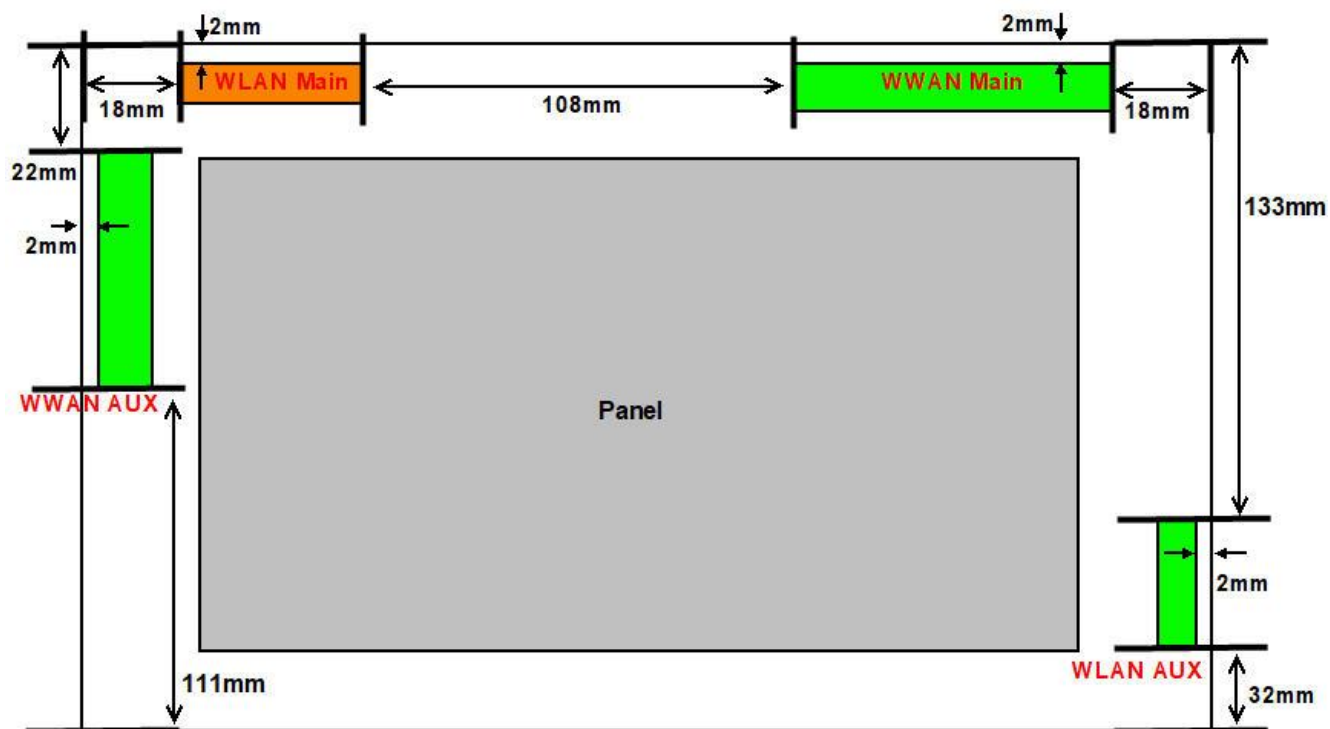 2mm
2mm
WLAN Main
WWAN Main
18mm
108mm
18mm
22mm
133mm
2mm
WWAN AUX
Panel
2mm
WLAN AUX
111mm
32mm